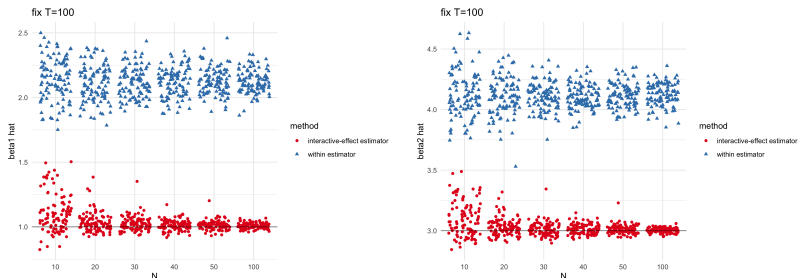 fix T=100
2.5
2.0
1.5
1.0
beta1 hat
10
20
30
40
50
100
N
method
interactive-effect estimator
within estimator
fix T=100
4.5
4.0
3.5
3.0
beta2 hat
10
20
30
40
50
100
N
method
interactive-effect estimator
within estimator